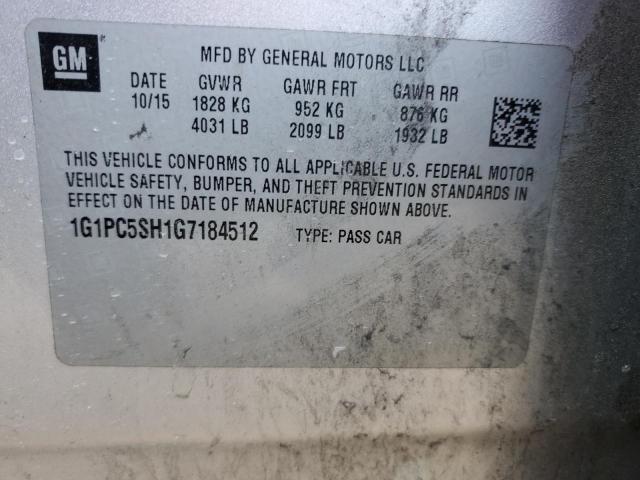 GM
MFD BY GENERAL MOTORS LLC
DATE GVWR GAWR FRT GAWR RR
10/15 1828 KG 952 KG 876 KG
4031 LB 2099 LB 1932 LB
THIS VEHICLE CONFORMS TO ALL APPLICABLE U.S. FEDERAL MOTOR
VEHICLE SAFETY, BUMPER, AND THEFT PREVENTION STANDARDS IN
EFFECT ON THE DATE OF MANUFACTURE SHOWN ABOVE.
1G1PC5SH1G7184512 TYPE: PASS CAR